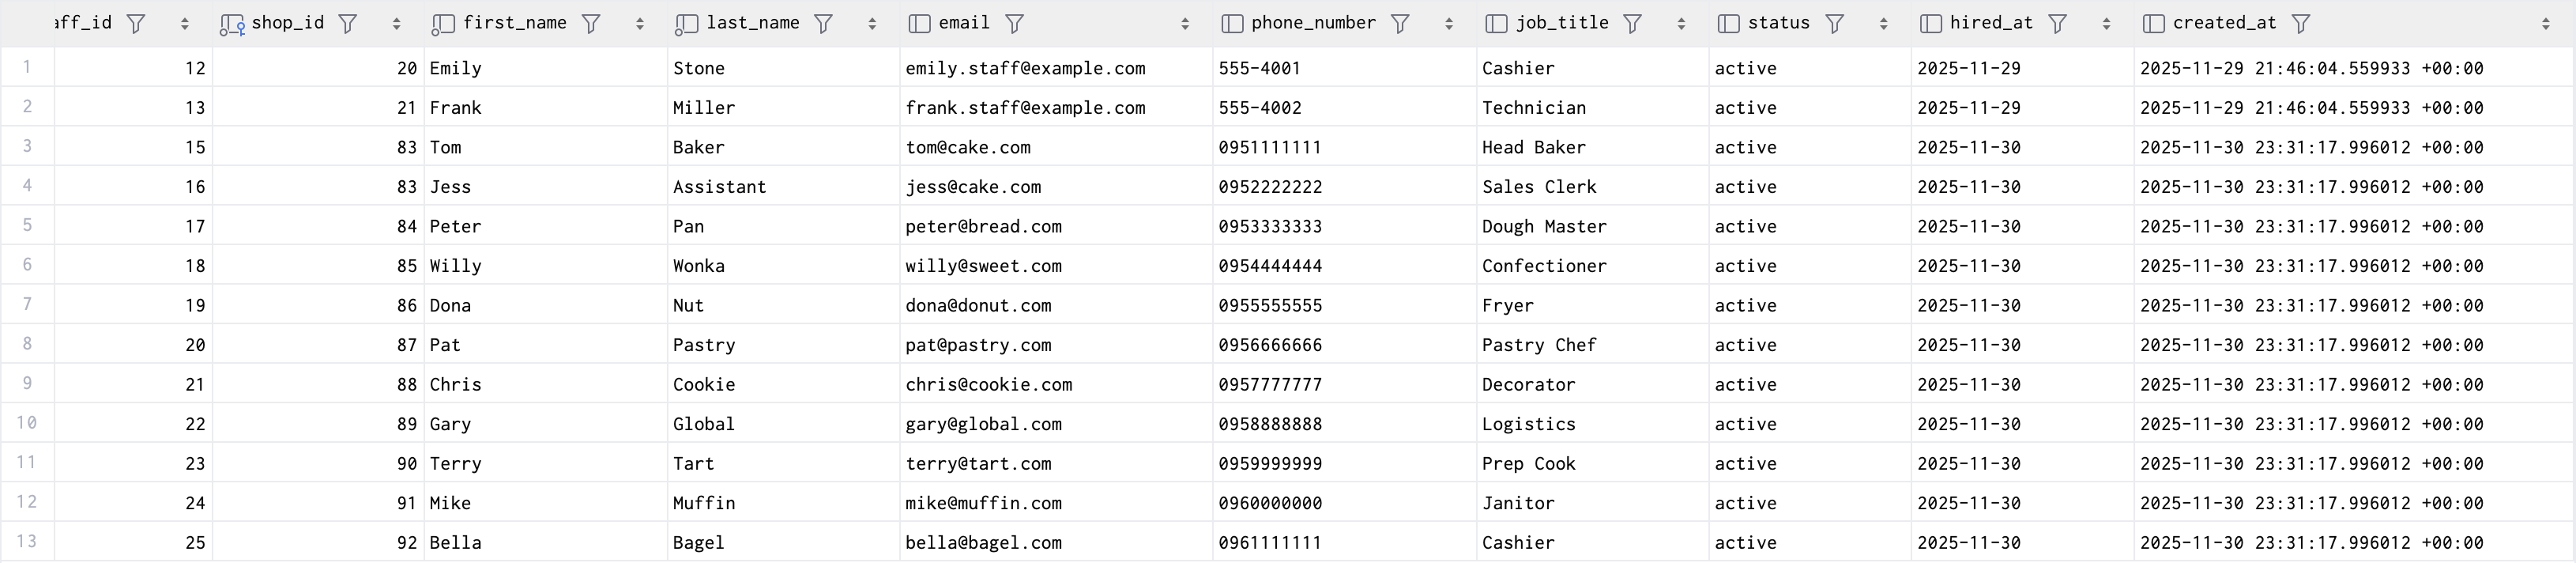 aff_id shop_id first_name last_name email phone_number job_title status hired_at created_at
1 12 20 Emily Stone emily.staff@example.com 555-4001 Cashier active 2025-11-29 2025-11-29 21:46:04.559933 +00:00
2 13 21 Frank Miller frank.staff@example.com 555-4002 Technician active 2025-11-29 2025-11-29 21:46:04.559933 +00:00
3 15 83 Tom Baker tom@cake.com 0951111111 Head Baker active 2025-11-30 2025-11-30 23:31:17.996012 +00:00
4 16 83 Jess Assistant jess@cake.com 0952222222 Sales Clerk active 2025-11-30 2025-11-30 23:31:17.996012 +00:00
5 17 84 Peter Pan peter@bread.com 0953333333 Dough Master active 2025-11-30 2025-11-30 23:31:17.996012 +00:00
6 18 85 Willy Wonka willy@sweet.com 0954444444 Confectioner active 2025-11-30 2025-11-30 23:31:17.996012 +00:00
7 19 86 Dona Nut dona@donut.com 0955555555 Fryer active 2025-11-30 2025-11-30 23:31:17.996012 +00:00
8 20 87 Pat Pastry pat@pastry.com 0956666666 Pastry Chef active 2025-11-30 2025-11-30 23:31:17.996012 +00:00
9 21 88 Chris Cookie chris@cookie.com 0957777777 Decorator active 2025-11-30 2025-11-30 23:31:17.996012 +00:00
10 22 89 Gary Global gary@global.com 0958888888 Logistics active 2025-11-30 2025-11-30 23:31:17.996012 +00:00
11 23 90 Terry Tart terry@tart.com 0959999999 Prep Cook active 2025-11-30 2025-11-30 23:31:17.996012 +00:00
12 24 91 Mike Muffin mike@muffin.com 0960000000 Janitor active 2025-11-30 2025-11-30 23:31:17.996012 +00:00
13 25 92 Bella Bagel bella@bagel.com 0961111111 Cashier active 2025-11-30 2025-11-30 23:31:17.996012 +00:00